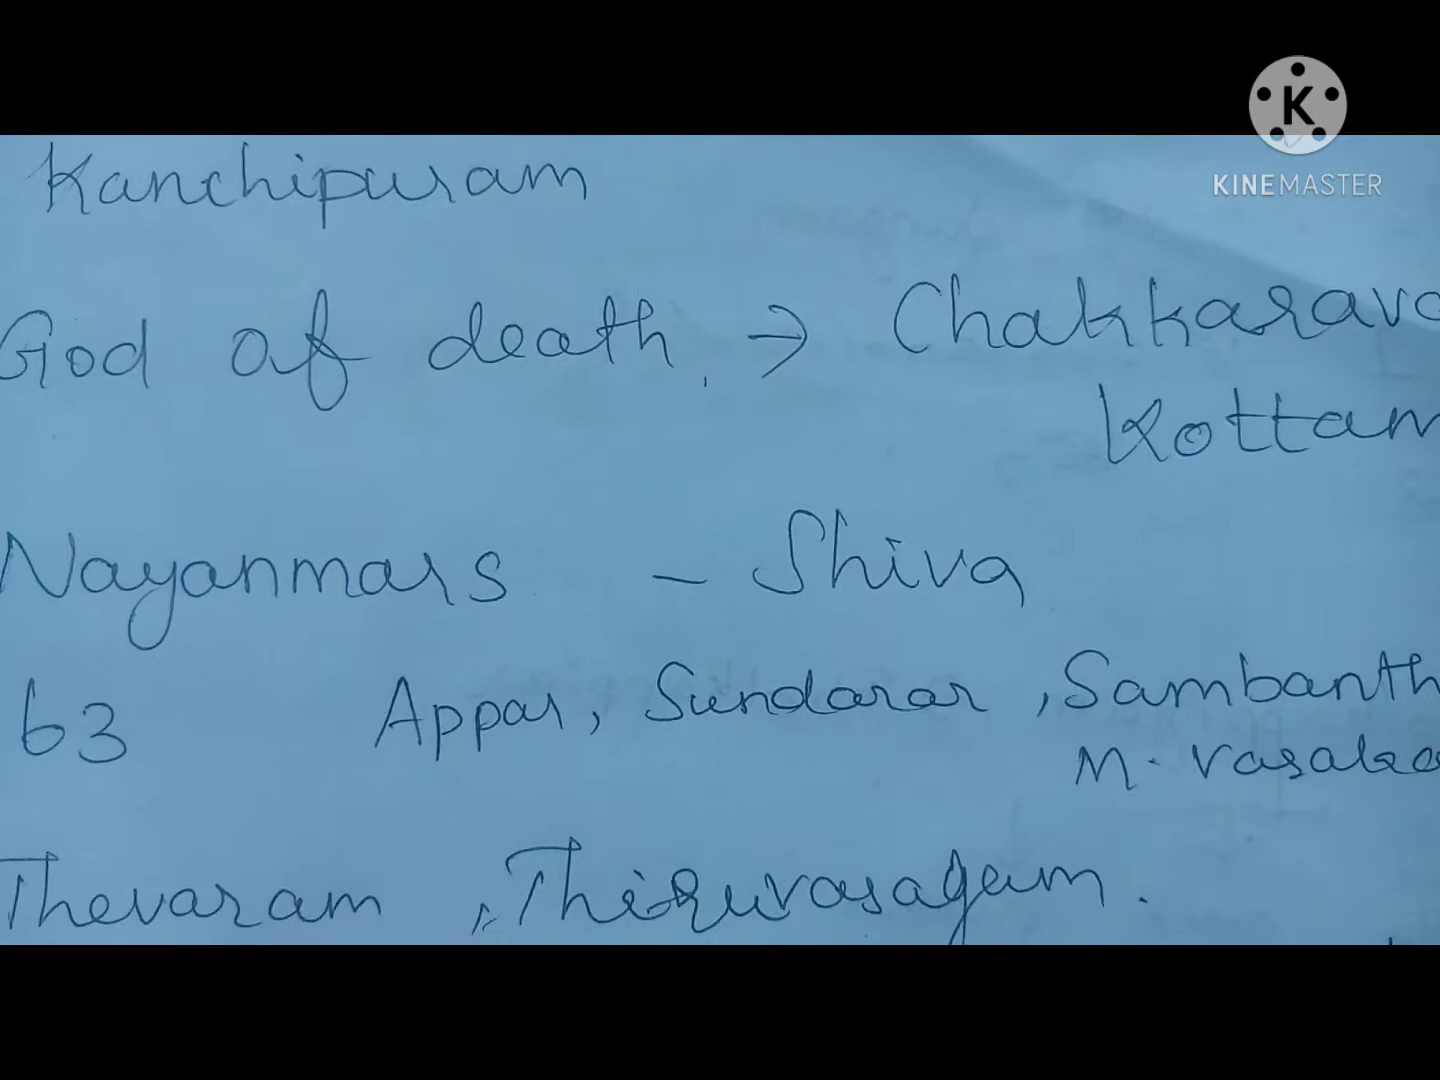 KINEMASTER
Kanchipuram
God of death, → Chakkarava
Kottam
Nayanmars - Shiva
63 Appar, Sundarar, Sambanth
M. Vasaka
Thevaram, Thiruvasagam.